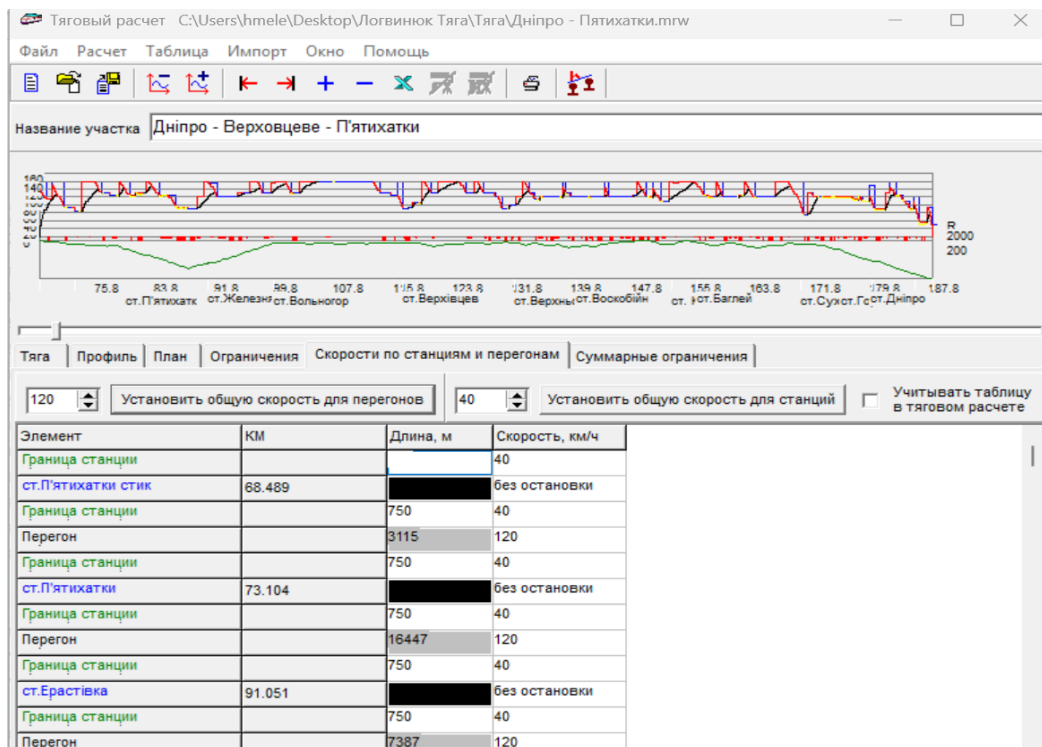 Тяговый расчет C:\Users\hmele\Desktop\Логвинюк Тяга\Тяга\Дніпро - Пятихатки.mrw
Файл Расчет Таблица Импорт Окно Помощь
Название участка Дніпро - Верховцеве - П'ятихатки
140
R
2000
200
75.8 83.8 91.8 99.8 107.8 115.8 123.8 131.8 139.8 147.8 155.8 163.8 171.8 179.8 187.8
ст.П'ятихатк ст.Железня ст.Вольногор ст.Верхівцев ст.Верхньо ст.Воскобійн ст. ст.Баглей ст.Сух ст.Го ст.Дніпро
Тяга Профиль План Ограничения Скорости по станциям и перегонам Суммарные ограничения
120 Установить общую скорость для перегонов 40 Установить общую скорость для станций Учитывать таблицу
в тяговом расчете
Элемент КМ Длина, м Скорость, км/ч
Граница станции 40
ст.П'ятихатки стик 68.489 без остановки
Граница станции 750 40
Перегон 3115 120
Граница станции 750 40
ст.П'ятихатки 73.104 без остановки
Граница станции 750 40
Перегон 16447 120
Граница станции 750 40
ст.Ерастівка 91.051 без остановки
Граница станции 750 40
Перегон 7387 120